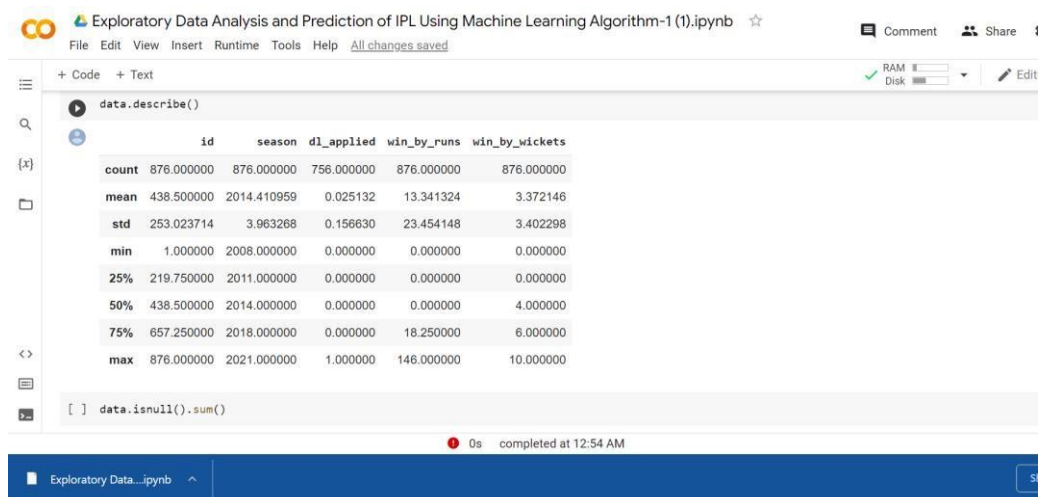 Exploratory Data Analysis and Prediction of IPL Using Machine Learning Algorithm-1 (1).ipynb
Comment Share
File Edit View Insert Runtime Tools Help All changes saved
+ Code + Text
RAM
Disk
Edit
data.describe()
id season dl_applied win_by_runs win_by_wickets
count 876.000000 876.000000 756.000000 876.000000 876.000000
mean 438.500000 2014.410959 0.025132 13.341324 3.372146
std 253.023714 3.963268 0.156630 23.454148 3.402298
min 1.000000 2008.000000 0.000000 0.000000 0.000000
25% 219.750000 2011.000000 0.000000 0.000000 0.000000
50% 438.500000 2014.000000 0.000000 0.000000 4.000000
75% 657.250000 2018.000000 0.000000 18.250000 6.000000
max 876.000000 2021.000000 1.000000 146.000000 10.000000
{x}
<>
[ ] data.isnull().sum()
0s completed at 12:54 AM
Exploratory Data....ipynb